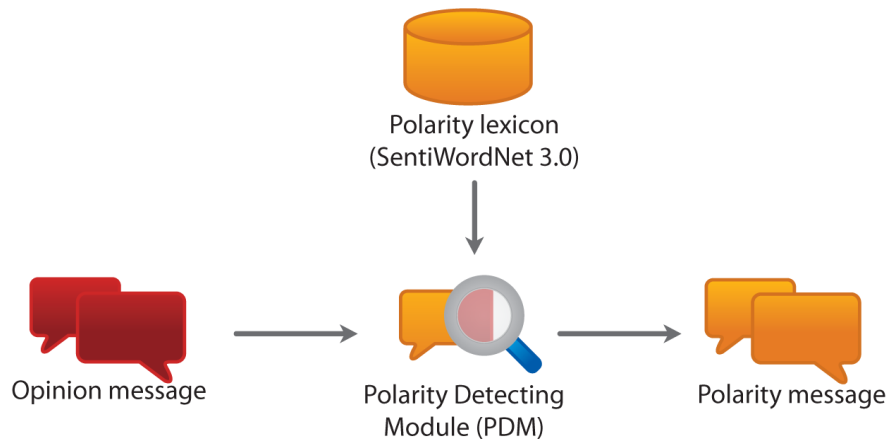 Polarity lexicon
(SentiWordNet 3.0)
Opinion message
Polarity Detecting
Module (PDM)
Polarity message